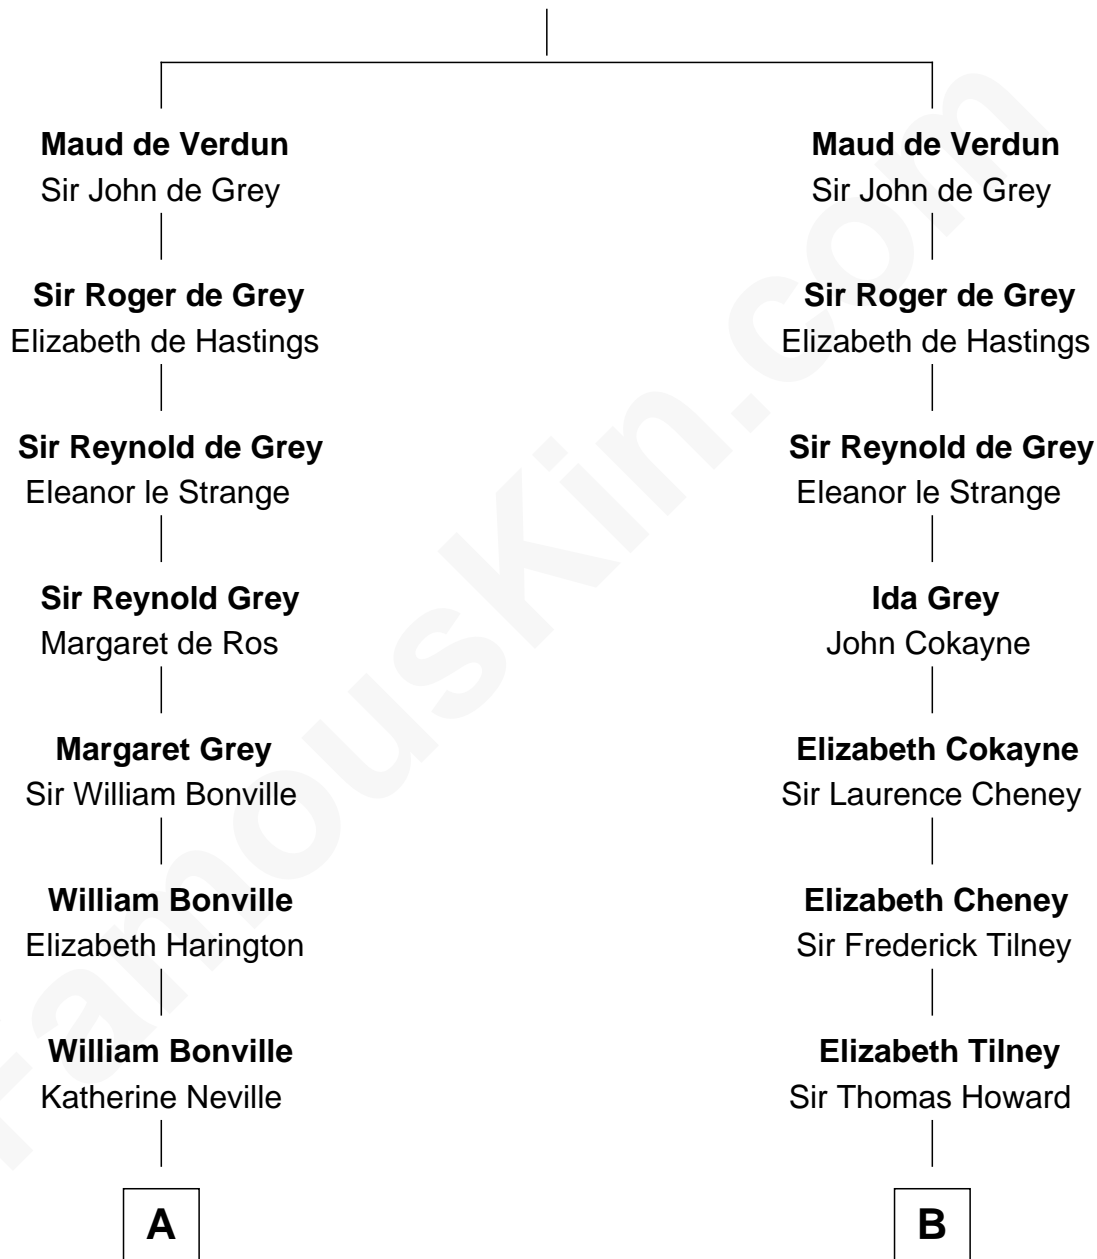 Maud de Verdun
Sir John de Grey
Sir Roger de Grey
Elizabeth de Hastings
Sir Reynold de Grey
Eleanor le Strange
Sir Reynold Grey
Margaret de Ros
Margaret Grey
Sir William Bonville
William Bonville
Elizabeth Harington
William Bonville
Katherine Neville
A
Maud de Verdun
Sir John de Grey
Sir Roger de Grey
Elizabeth de Hastings
Sir Reynold de Grey
Eleanor le Strange
Ida Grey
John Cokayne
Elizabeth Cokayne
Sir Laurence Cheney
Elizabeth Cheney
Sir Frederick Tilney
Elizabeth Tilney
Sir Thomas Howard
B
FamousKin.com